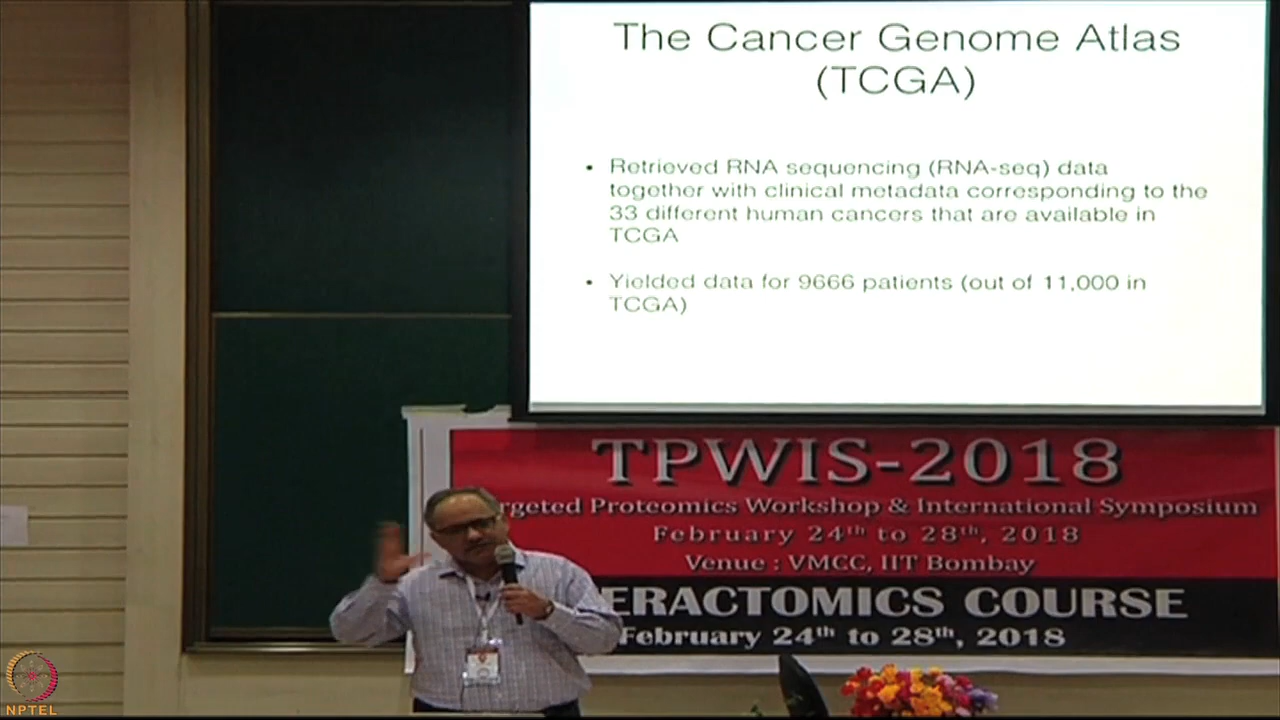 The Cancer Genome Atlas
(TCGA)
• Retrieved RNA sequencing (RNA-seq) data
together with clinical metadata corresponding to the
33 different human cancers that are available in
TCGA
• Yielded data for 9666 patients (out of 11,000 in
TCGA)
TPWIS-2018
rgeted Proteomics Workshop & International Symposium
February 24th to 28th, 2018
Venue : VMCC, IIT Bombay
ERACTOMICS COURSE
February 24th to 28th, 2018
NPTEL